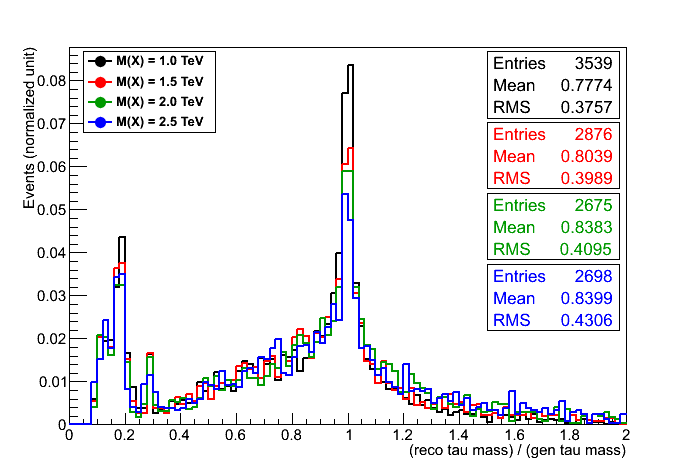 Events (normalized unit)
M(X) = 1.0 TeV
M(X) = 1.5 TeV
M(X) = 2.0 TeV
M(X) = 2.5 TeV
Entries 3539
Mean 0.7774
RMS 0.3757
Entries 2876
Mean 0.8039
RMS 0.3989
Entries 2675
Mean 0.8383
RMS 0.4095
Entries 2698
Mean 0.8399
RMS 0.4306
0.08
0.07
0.06
0.05
0.04
0.03
0.02
0.01
0
0 0.2 0.4 0.6 0.8 1 1.2 1.4 1.6 1.8 2
(reco tau mass) / (gen tau mass)